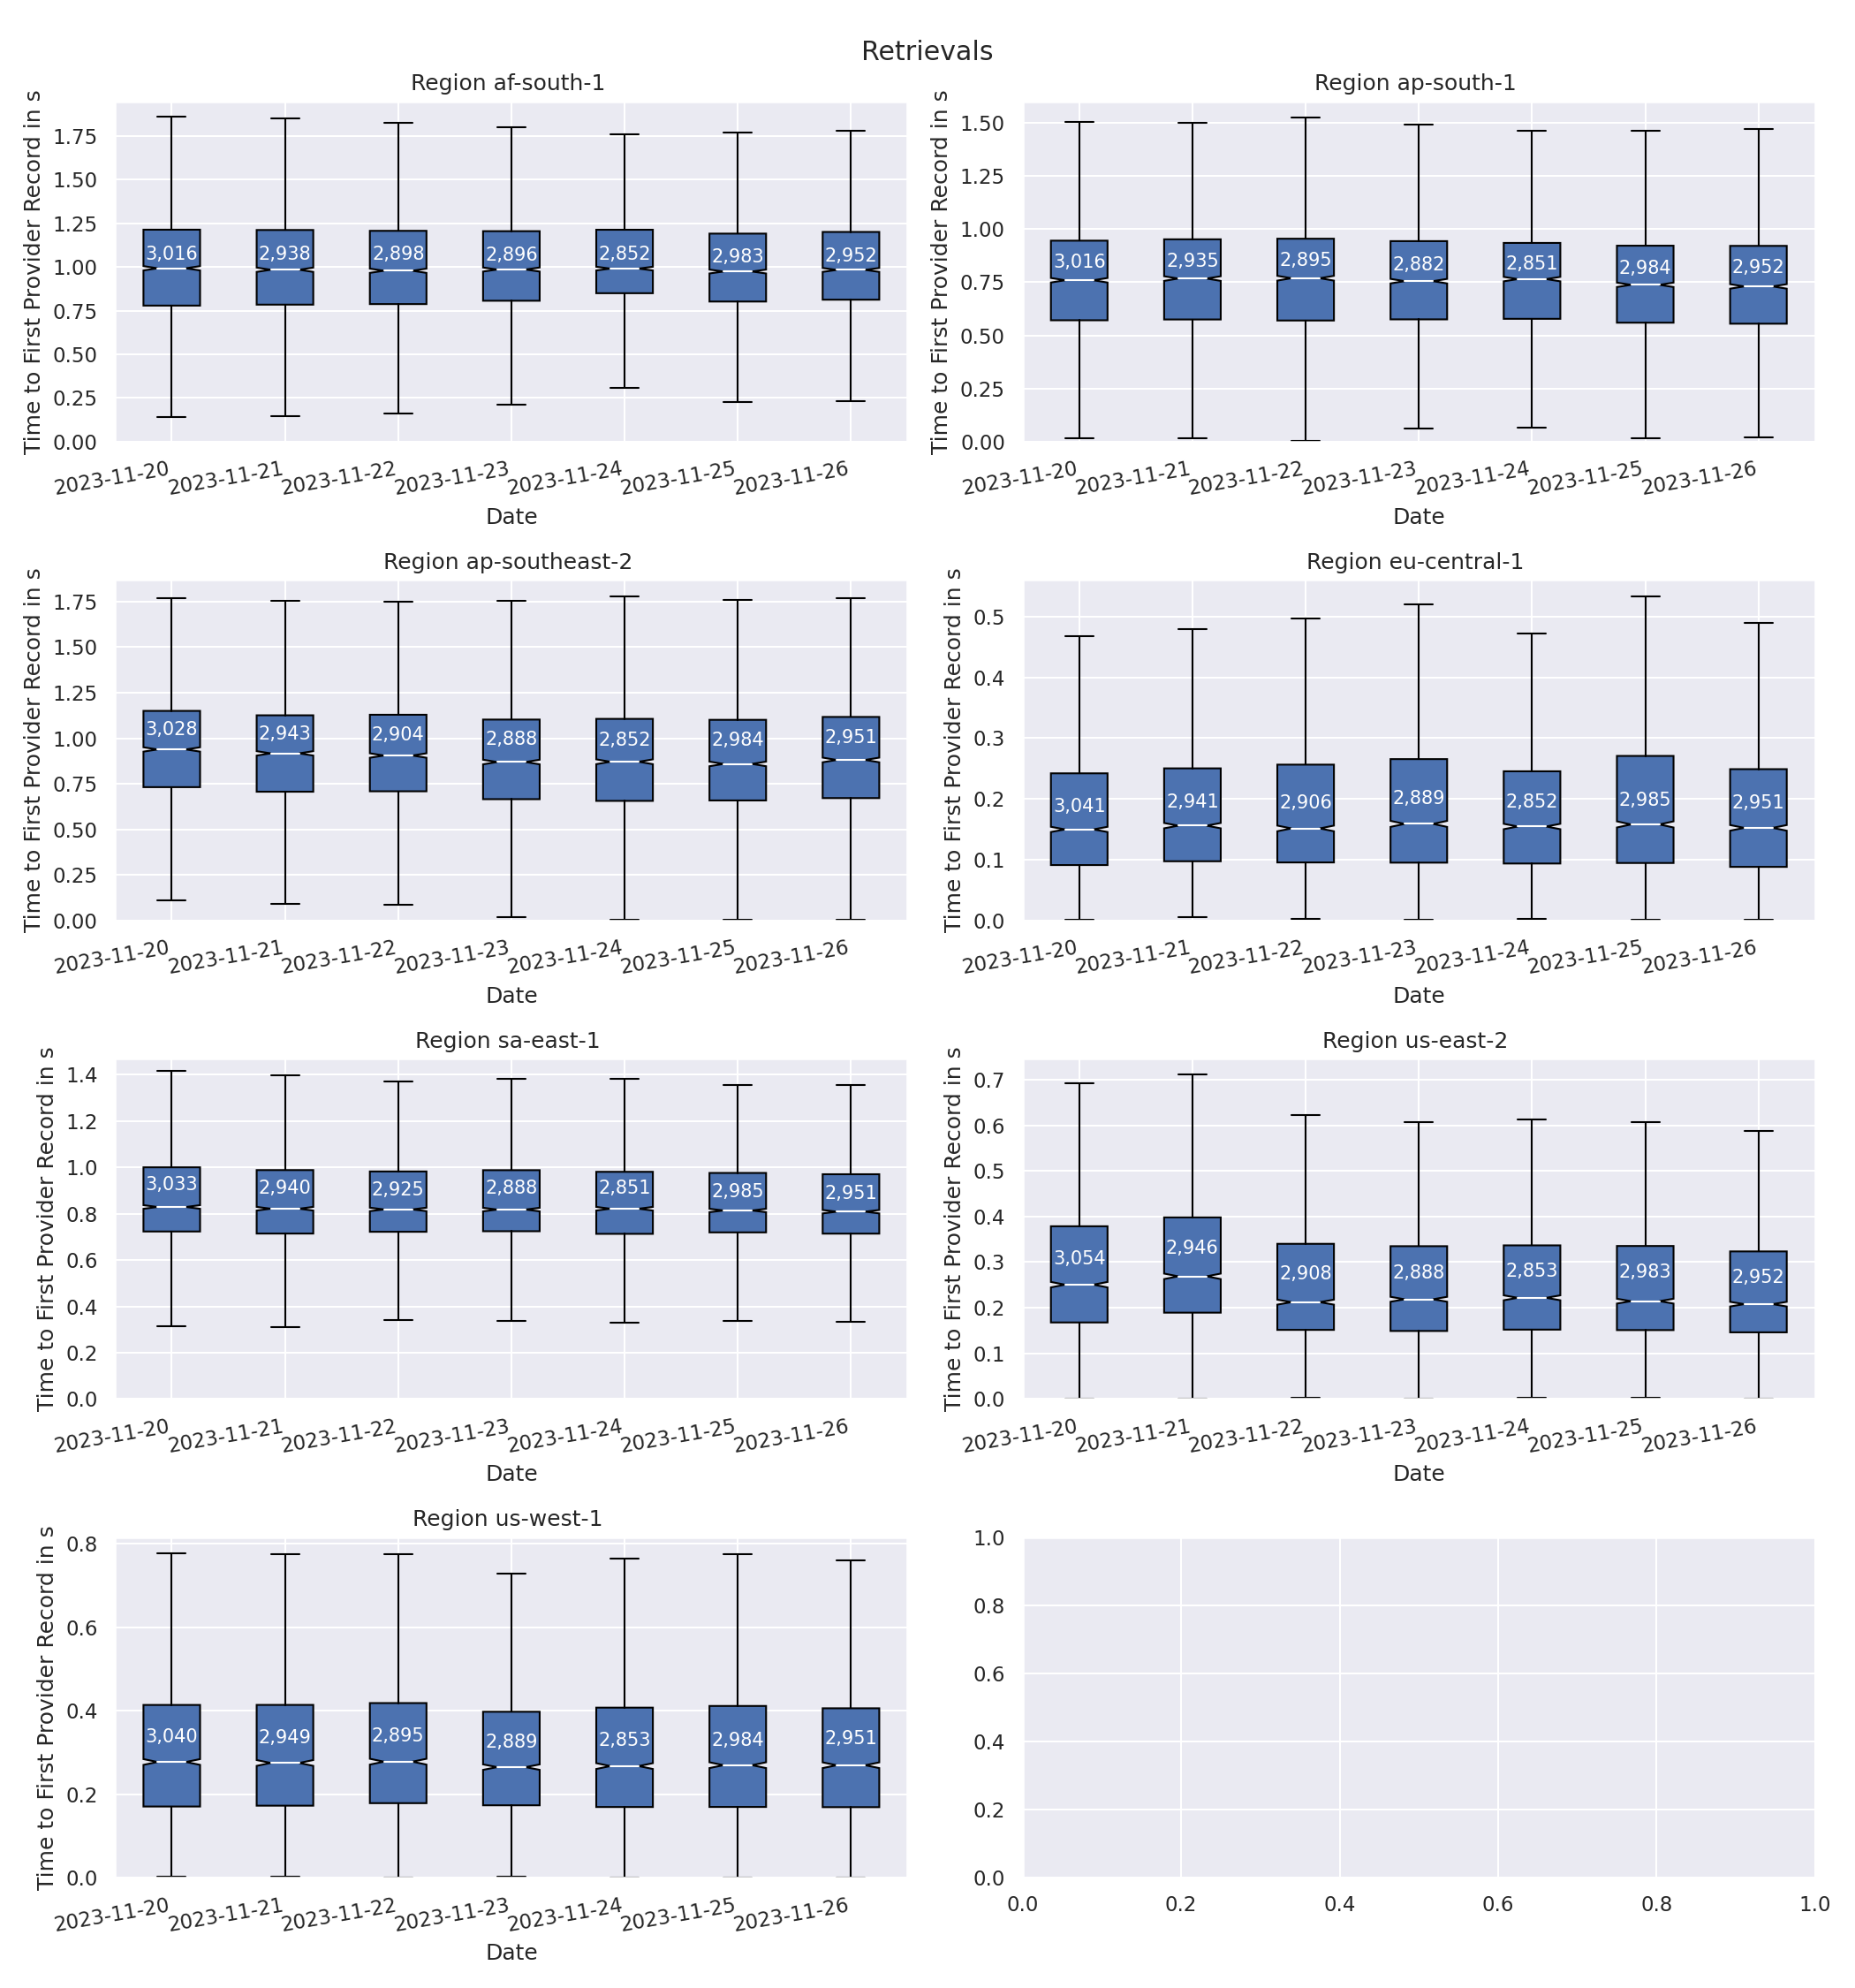 Retrievals
Region af-south-1
Time to First Provider Record in s
1.75
1.50
1.25
1.00
0.75
0.50
0.25
0.00
3,016 2,938 2,898 2,896 2,852 2,983 2,952
2023-11-20 2023-11-21 2023-11-22 2023-11-23 2023-11-24 2023-11-25 2023-11-26
Date
Region ap-south-1
Time to First Provider Record in s
1.50
1.25
1.00
0.75
0.50
0.25
0.00
3,016 2,935 2,895 2,882 2,851 2,984 2,952
2023-11-20 2023-11-21 2023-11-22 2023-11-23 2023-11-24 2023-11-25 2023-11-26
Date
Region ap-southeast-2
Time to First Provider Record in s
1.75
1.50
1.25
1.00
0.75
0.50
0.25
0.00
3,028 2,943 2,904 2,888 2,852 2,984 2,951
2023-11-20 2023-11-21 2023-11-22 2023-11-23 2023-11-24 2023-11-25 2023-11-26
Date
Region eu-central-1
Time to First Provider Record in s
0.5
0.4
0.3
0.2
0.1
0.0
3,041 2,941 2,906 2,889 2,852 2,985 2,951
2023-11-20 2023-11-21 2023-11-22 2023-11-23 2023-11-24 2023-11-25 2023-11-26
Date
Region sa-east-1
Time to First Provider Record in s
1.4
1.2
1.0
0.8
0.6
0.4
0.2
0.0
3,033 2,940 2,925 2,888 2,851 2,985 2,951
2023-11-20 2023-11-21 2023-11-22 2023-11-23 2023-11-24 2023-11-25 2023-11-26
Date
Region us-east-2
Time to First Provider Record in s
0.7
0.6
0.5
0.4
0.3
0.2
0.1
0.0
3,054 2,946 2,908 2,888 2,853 2,983 2,952
2023-11-20 2023-11-21 2023-11-22 2023-11-23 2023-11-24 2023-11-25 2023-11-26
Date
Region us-west-1
Time to First Provider Record in s
0.8
0.6
0.4
0.2
0.0
3,040 2,949 2,895 2,889 2,853 2,984 2,951
2023-11-20 2023-11-21 2023-11-22 2023-11-23 2023-11-24 2023-11-25 2023-11-26
Date
1.0
0.8
0.6
0.4
0.2
0.0
0.0 0.2 0.4 0.6 0.8 1.0